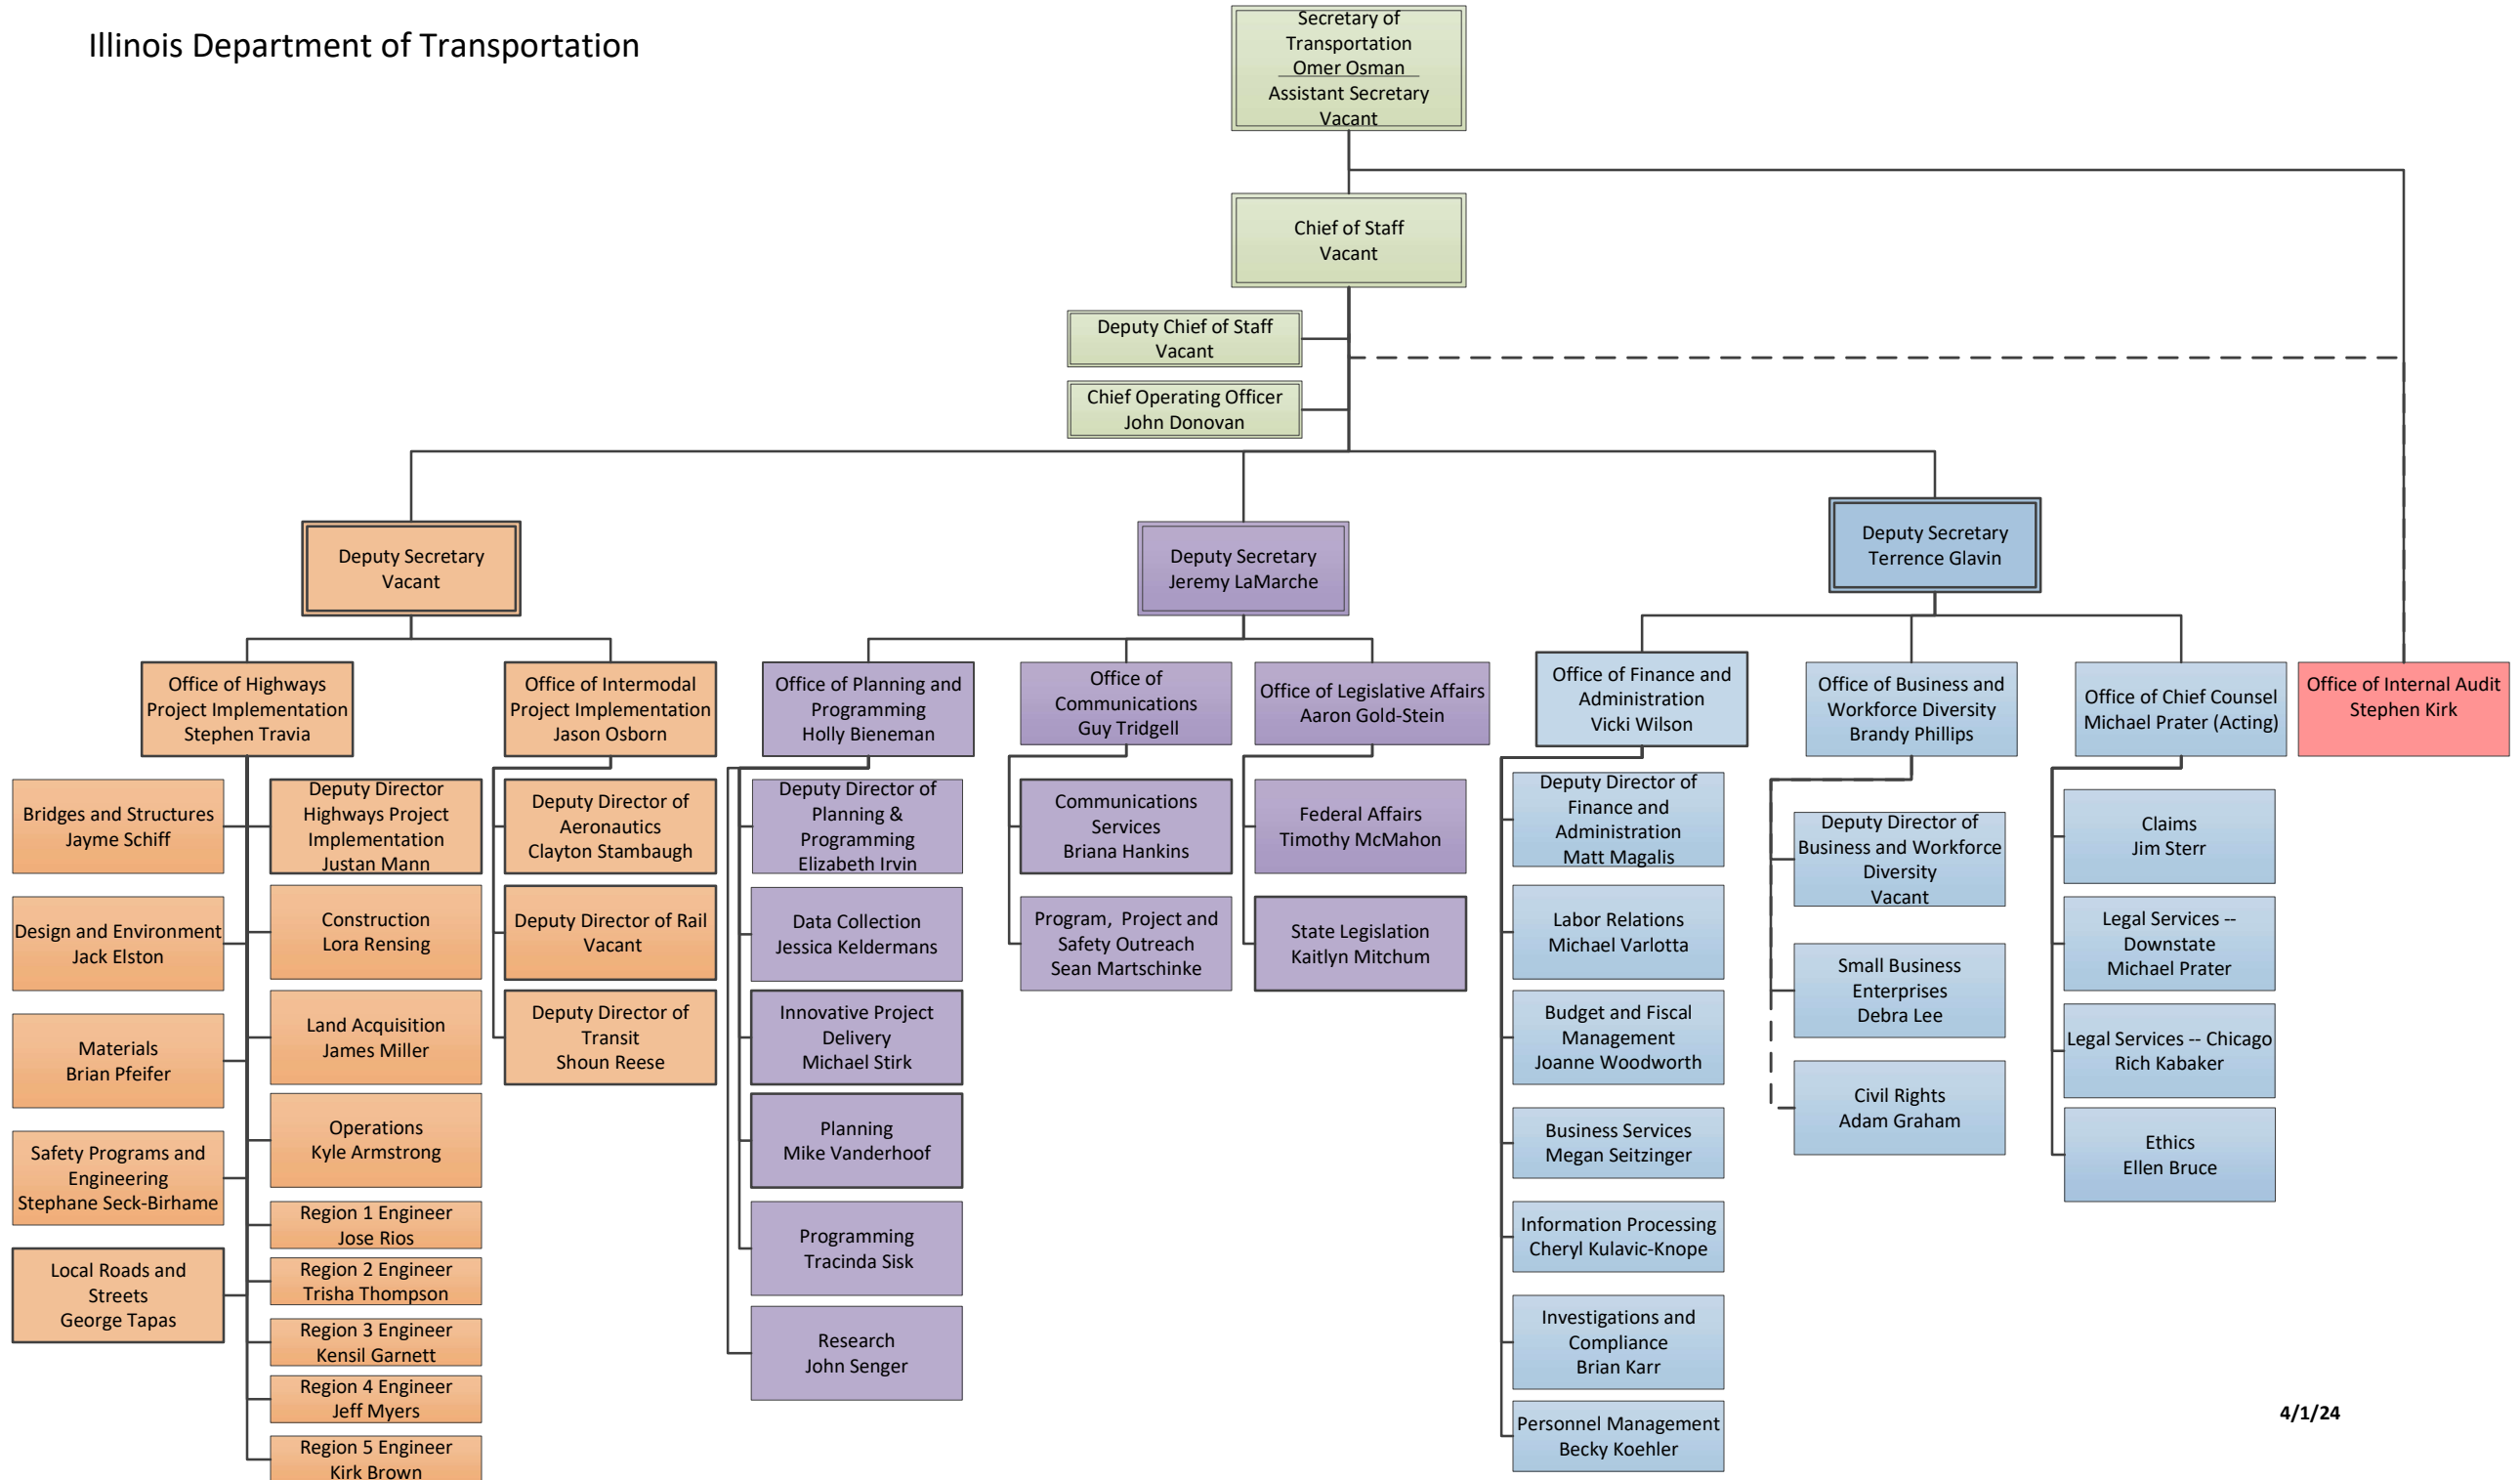 Illinois Department of Transportation
Secretary of
Transportation
Omer Osman
Assistant Secretary
Vacant
Chief of Staff
Vacant
Deputy Chief of Staff
Vacant
Chief Operating Officer
John Donovan
Deputy Secretary
Vacant
Deputy Secretary
Jeremy LaMarche
Deputy Secretary
Terrence Glavin
Office of Highways
Project Implementation
Stephen Travia
Office of Intermodal
Project Implementation
Jason Osborn
Office of Planning and
Programming
Holly Bieneman
Office of
Communications
Guy Tridgell
Office of Legislative Affairs
Aaron Gold-Stein
Office of Finance and
Administration
Vicki Wilson
Office of Business and
Workforce Diversity
Brandy Phillips
Office of Chief Counsel
Michael Prater (Acting)
Office of Internal Audit
Stephen Kirk
Bridges and Structures
Jayme Schiff
Design and Environment
Jack Elston
Materials
Brian Pfeifer
Safety Programs and
Engineering
Stephane Seck-Birhame
Local Roads and
Streets
George Tapas
Deputy Director
Highways Project
Implementation
Justan Mann
Construction
Lora Rensing
Land Acquisition
James Miller
Operations
Kyle Armstrong
Region 1 Engineer
Jose Rios
Region 2 Engineer
Trisha Thompson
Region 3 Engineer
Kensil Garnett
Region 4 Engineer
Jeff Myers
Region 5 Engineer
Kirk Brown
Deputy Director of
Aeronautics
Clayton Stambaugh
Deputy Director of Rail
Vacant
Deputy Director of
Transit
Shoun Reese
Deputy Director of
Planning &
Programming
Elizabeth Irvin
Data Collection
Jessica Keldermans
Innovative Project
Delivery
Michael Stirk
Planning
Mike Vanderhoof
Programming
Tracinda Sisk
Research
John Senger
Communications
Services
Briana Hankins
Program, Project and
Safety Outreach
Sean Martschinke
Federal Affairs
Timothy McMahon
State Legislation
Kaitlyn Mitchum
Deputy Director of
Finance and
Administration
Matt Magalis
Labor Relations
Michael Varlotta
Budget and Fiscal
Management
Joanne Woodworth
Business Services
Megan Seitzinger
Information Processing
Cheryl Kulavic-Knope
Investigations and
Compliance
Brian Karr
Personnel Management
Becky Koehler
Deputy Director of
Business and Workforce
Diversity
Vacant
Small Business
Enterprises
Debra Lee
Civil Rights
Adam Graham
Claims
Jim Sterr
Legal Services --
Downstate
Michael Prater
Legal Services -- Chicago
Rich Kabaker
Ethics
Ellen Bruce
4/1/24